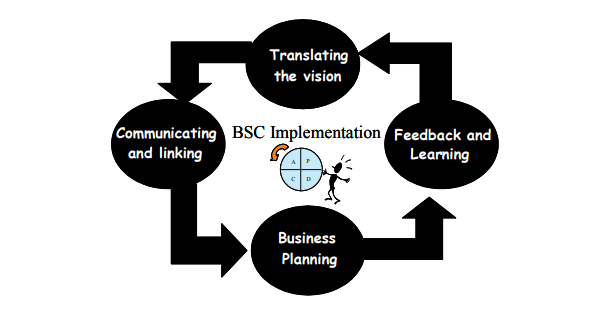 Translating
the vision
Communicating
and linking
BSC Implementation
Feedback and
Learning
A P
C D
Business
Planning